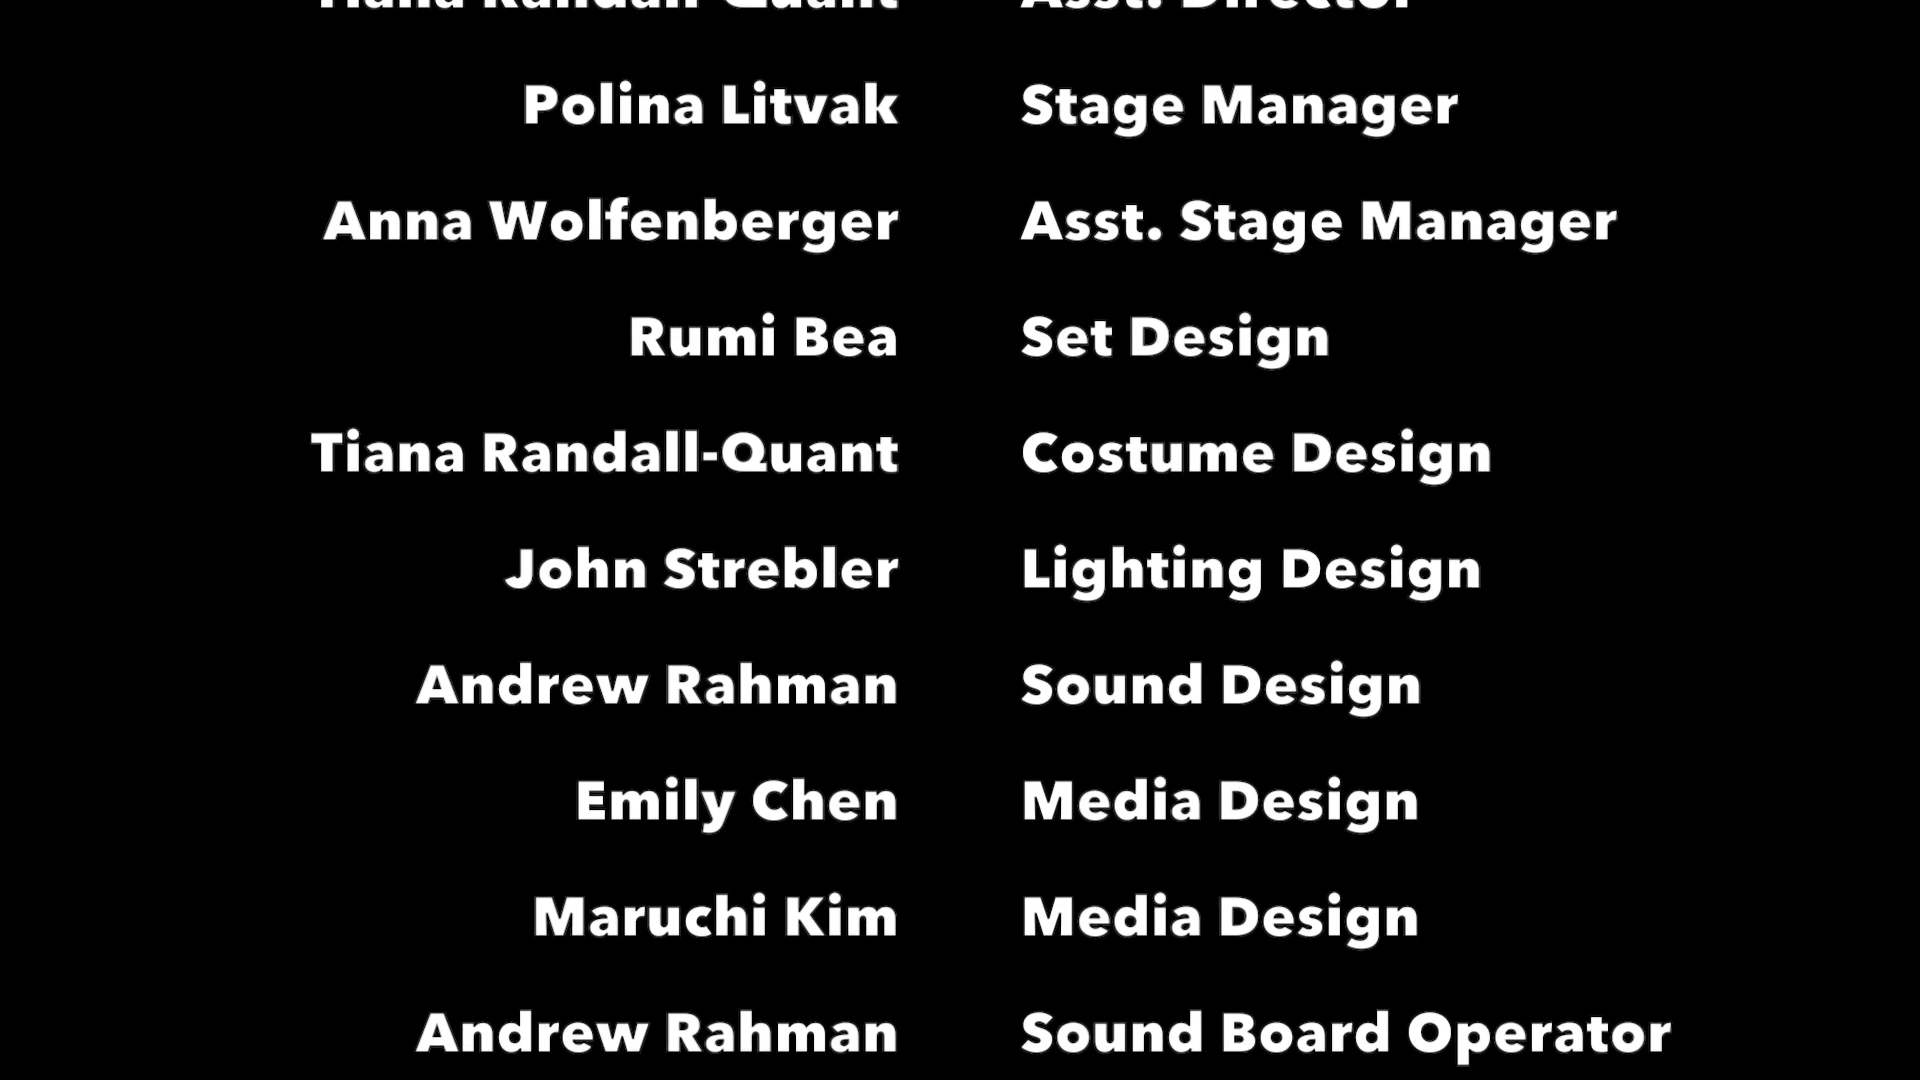 Tiana Randall-Quant Asst. Director
Polina Litvak Stage Manager
Anna Wolfenberger Asst. Stage Manager
Rumi Bea Set Design
Tiana Randall-Quant Costume Design
John Strebler Lighting Design
Andrew Rahman Sound Design
Emily Chen Media Design
Maruchi Kim Media Design
Andrew Rahman Sound Board Operator